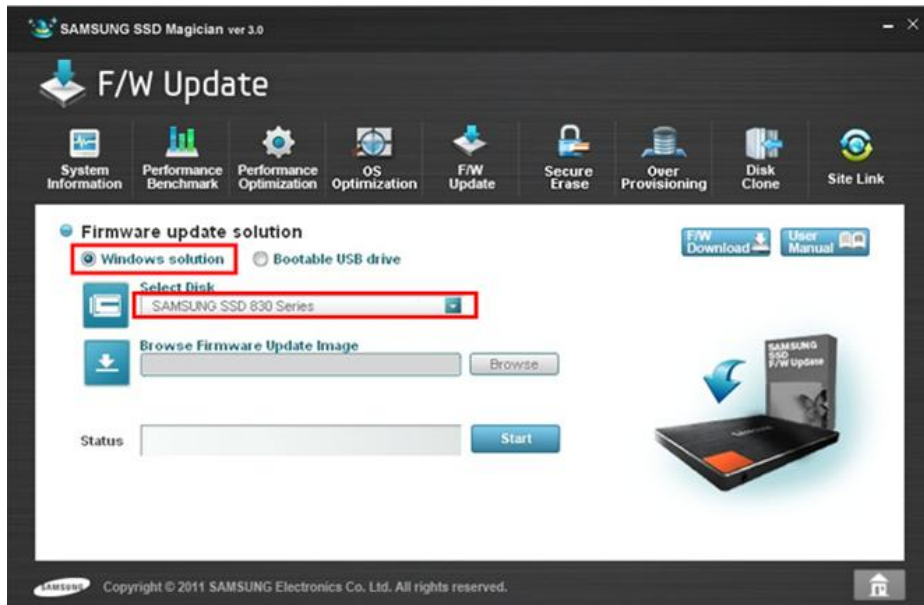 SAMSUNG SSD Magician ver 3.0
F/W Update
System Information
Performance Benchmark
Performance Optimization
OS Optimization
F/W Update
Secure Erase
Over Provisioning
Disk Clone
Site Link
Firmware update solution
F/W Download
User Manual
Windows solution
Bootable USB drive
Select Disk
SAMSUNG SSD 830 Series
Browse Firmware Update Image
Browse
SAMSUNG
SSD
F/W Update
Status
Start
SAMSUNG
SAMSUNG
Copyright © 2011 SAMSUNG Electronics Co. Ltd. All rights reserved.